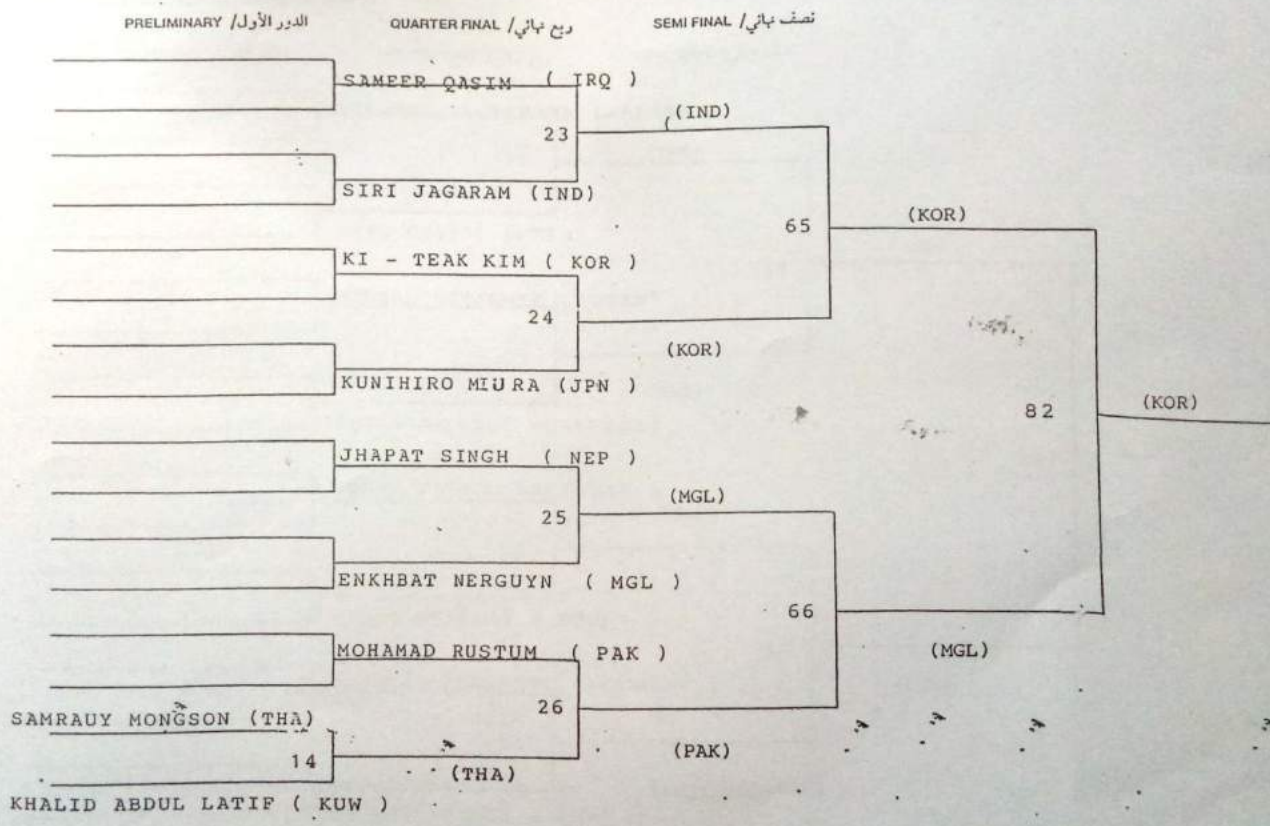 PRELIMINARY / الدور الأول
QUARTER FINAL / ربع نهائي
SEMI FINAL / نصف نهائي
SAMEER QASIM ( IRQ )
(IND)
23
SIRI JAGARAM (IND)
65
(KOR)
KI - TEAK KIM ( KOR )
24
(KOR)
KUNIHIRO MIURA (JPN )
82
(KOR)
JHAPAT SINGH ( NEP )
(MGL)
25
ENKHBAT NERGUYN ( MGL )
66
(MGL)
MOHAMAD RUSTUM ( PAK )
26
SAMRAUY MONGSON (THA)
(PAK)
14
(THA)
KHALID ABDUL LATIF ( KUW )